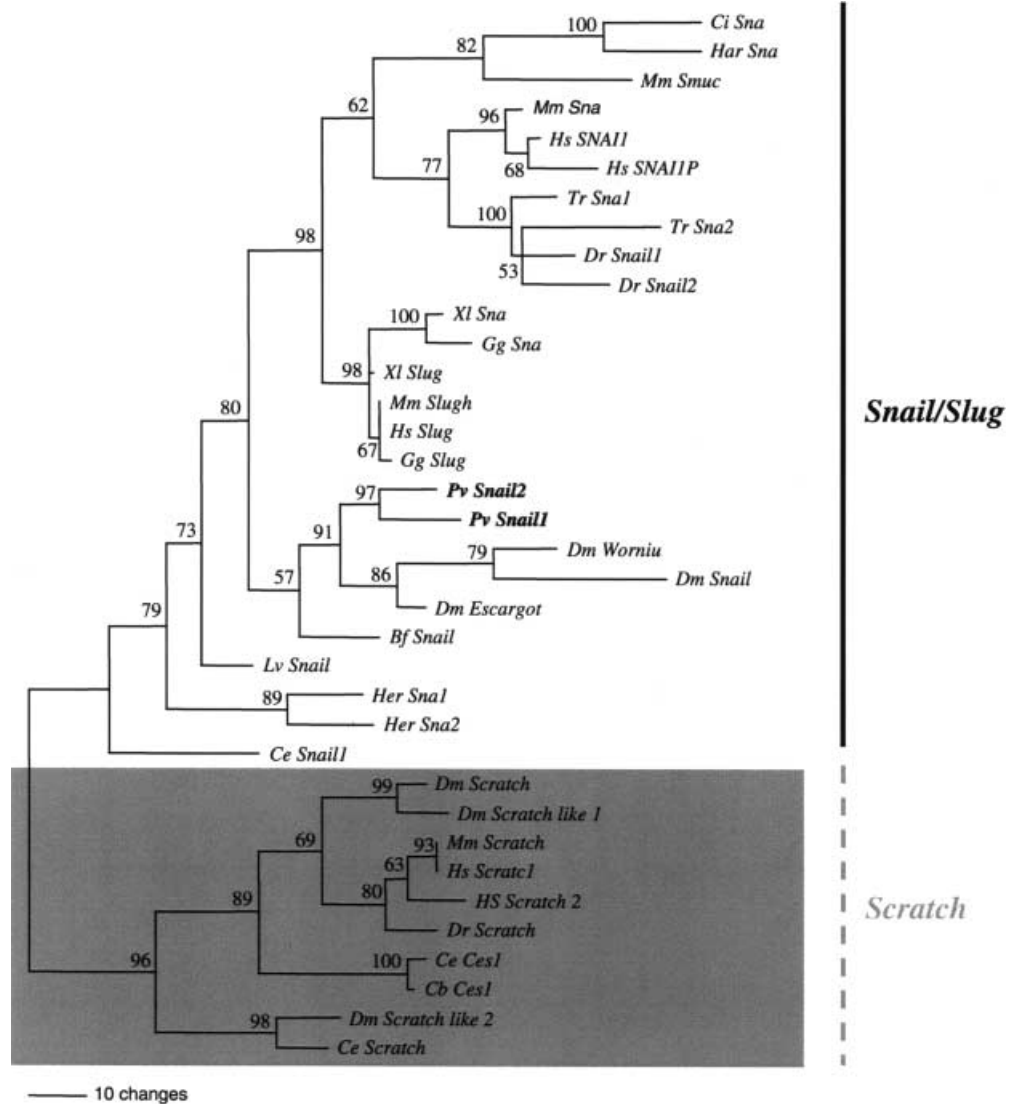 100
Ci Sna
82
Har Sna
Mm Smuc
62
96
Mm Sna
Hs SNAI1
77
68
Hs SNAI1P
Tr Sna1
100
Tr Sna2
98
Dr Snail1
53
Dr Snail2
100
Xl Sna
Gg Sna
98
Xl Slug
Mm Slugh
80
Hs Slug
Snail/Slug
67
Gg Slug
97
Pv Snail2
Pv Snail1
73
91
79
Dm Worniu
57
86
Dm Snail
Dm Escargot
79
Bf Snail
Lv Snail
89
Her Sna1
Her Sna2
Ce Snail1
99
Dm Scratch
Dm Scratch like 1
69
93
Mm Scratch
63
Hs Scratc1
89
80
HS Scratch 2
Scratch
Dr Scratch
96
100
Ce Ces1
Cb Ces1
98
Dm Scratch like 2
Ce Scratch
10 changes